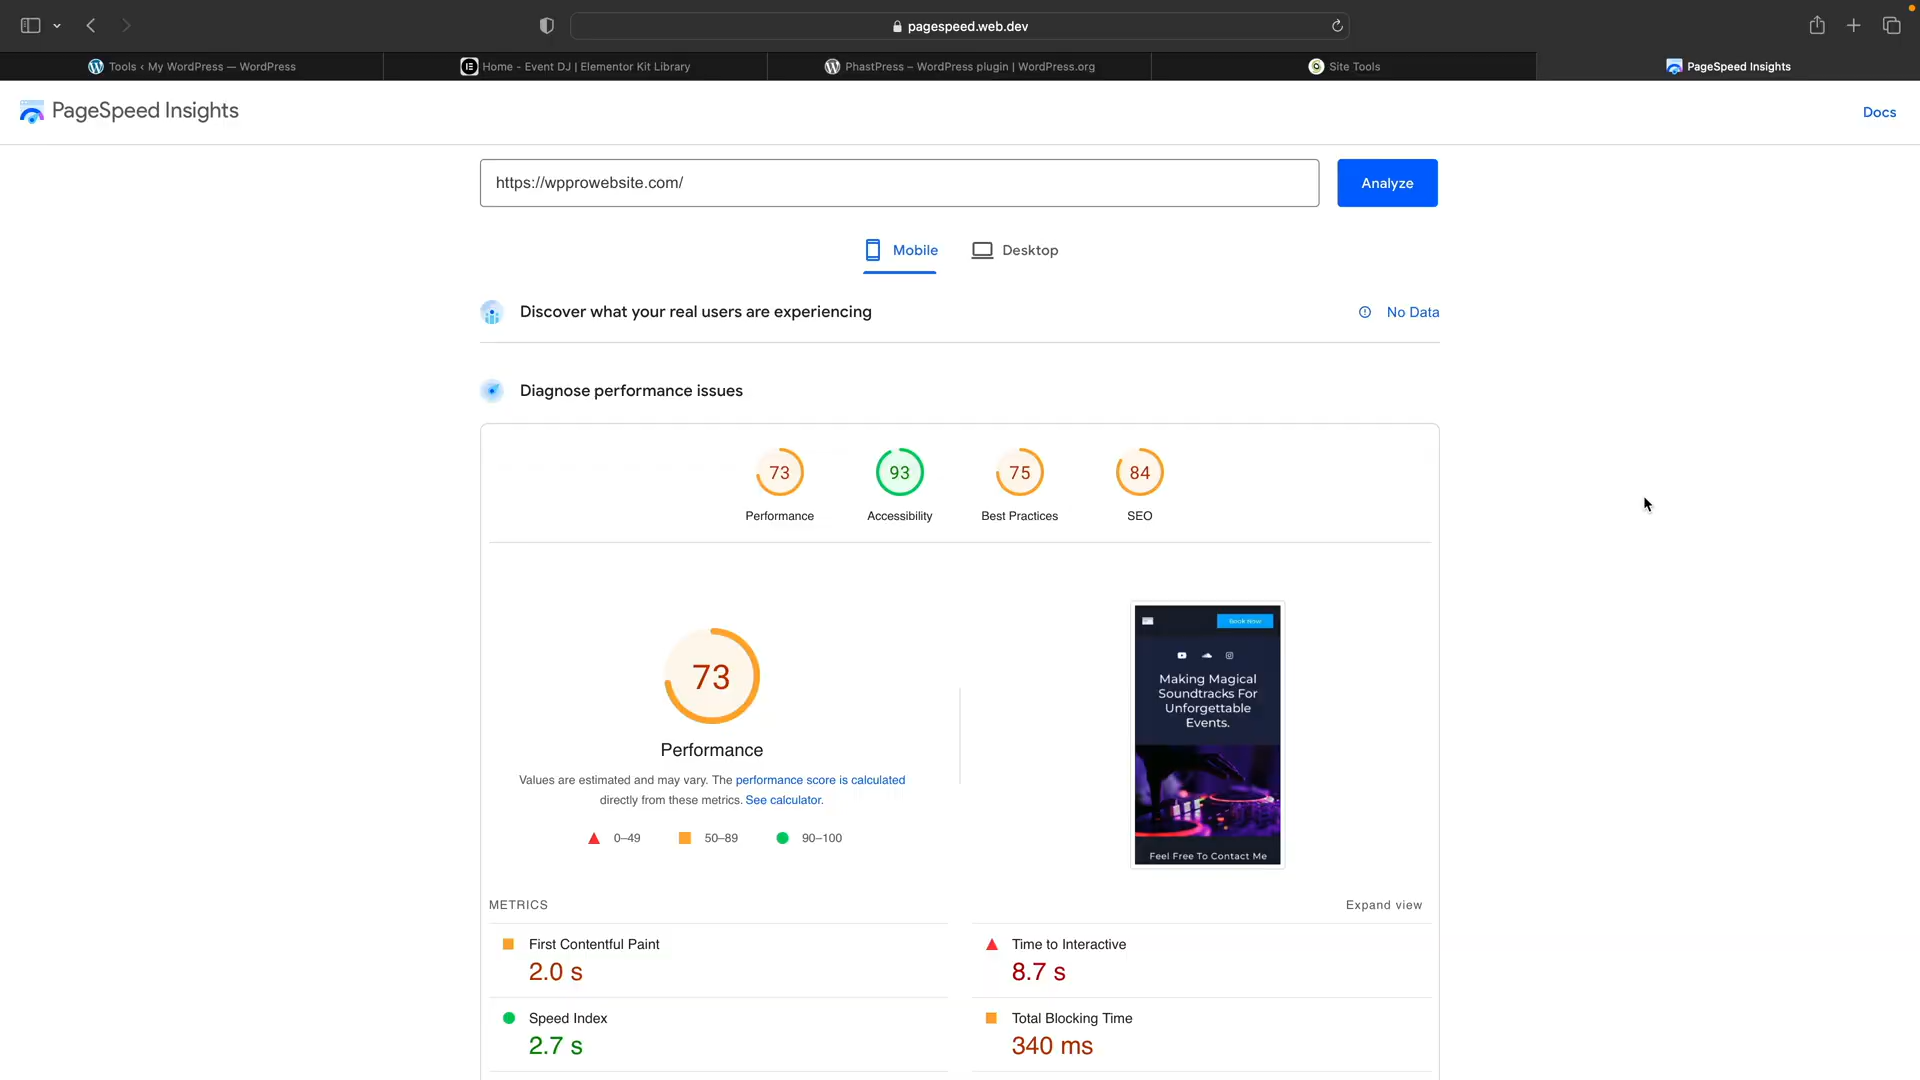 pagespeed.web.dev
Tools ‹ My WordPress — WordPress
Home - Event DJ | Elementor Kit Library
PhastPress – WordPress plugin | WordPress.org
Site Tools
PageSpeed Insights
PageSpeed Insights
Docs
https://wpprowebsite.com/
Analyze
Mobile
Desktop
Discover what your real users are experiencing
No Data
Diagnose performance issues
73
93
75
84
Performance
Accessibility
Best Practices
SEO
73
Performance
Values are estimated and may vary. The performance score is calculated
directly from these metrics. See calculator.
0–49
50–89
90–100
Book Now
Making Magical
Soundtracks For
Unforgettable
Events.
Feel Free To Contact Me
METRICS
Expand view
First Contentful Paint
2.0 s
Time to Interactive
8.7 s
Speed Index
2.7 s
Total Blocking Time
340 ms